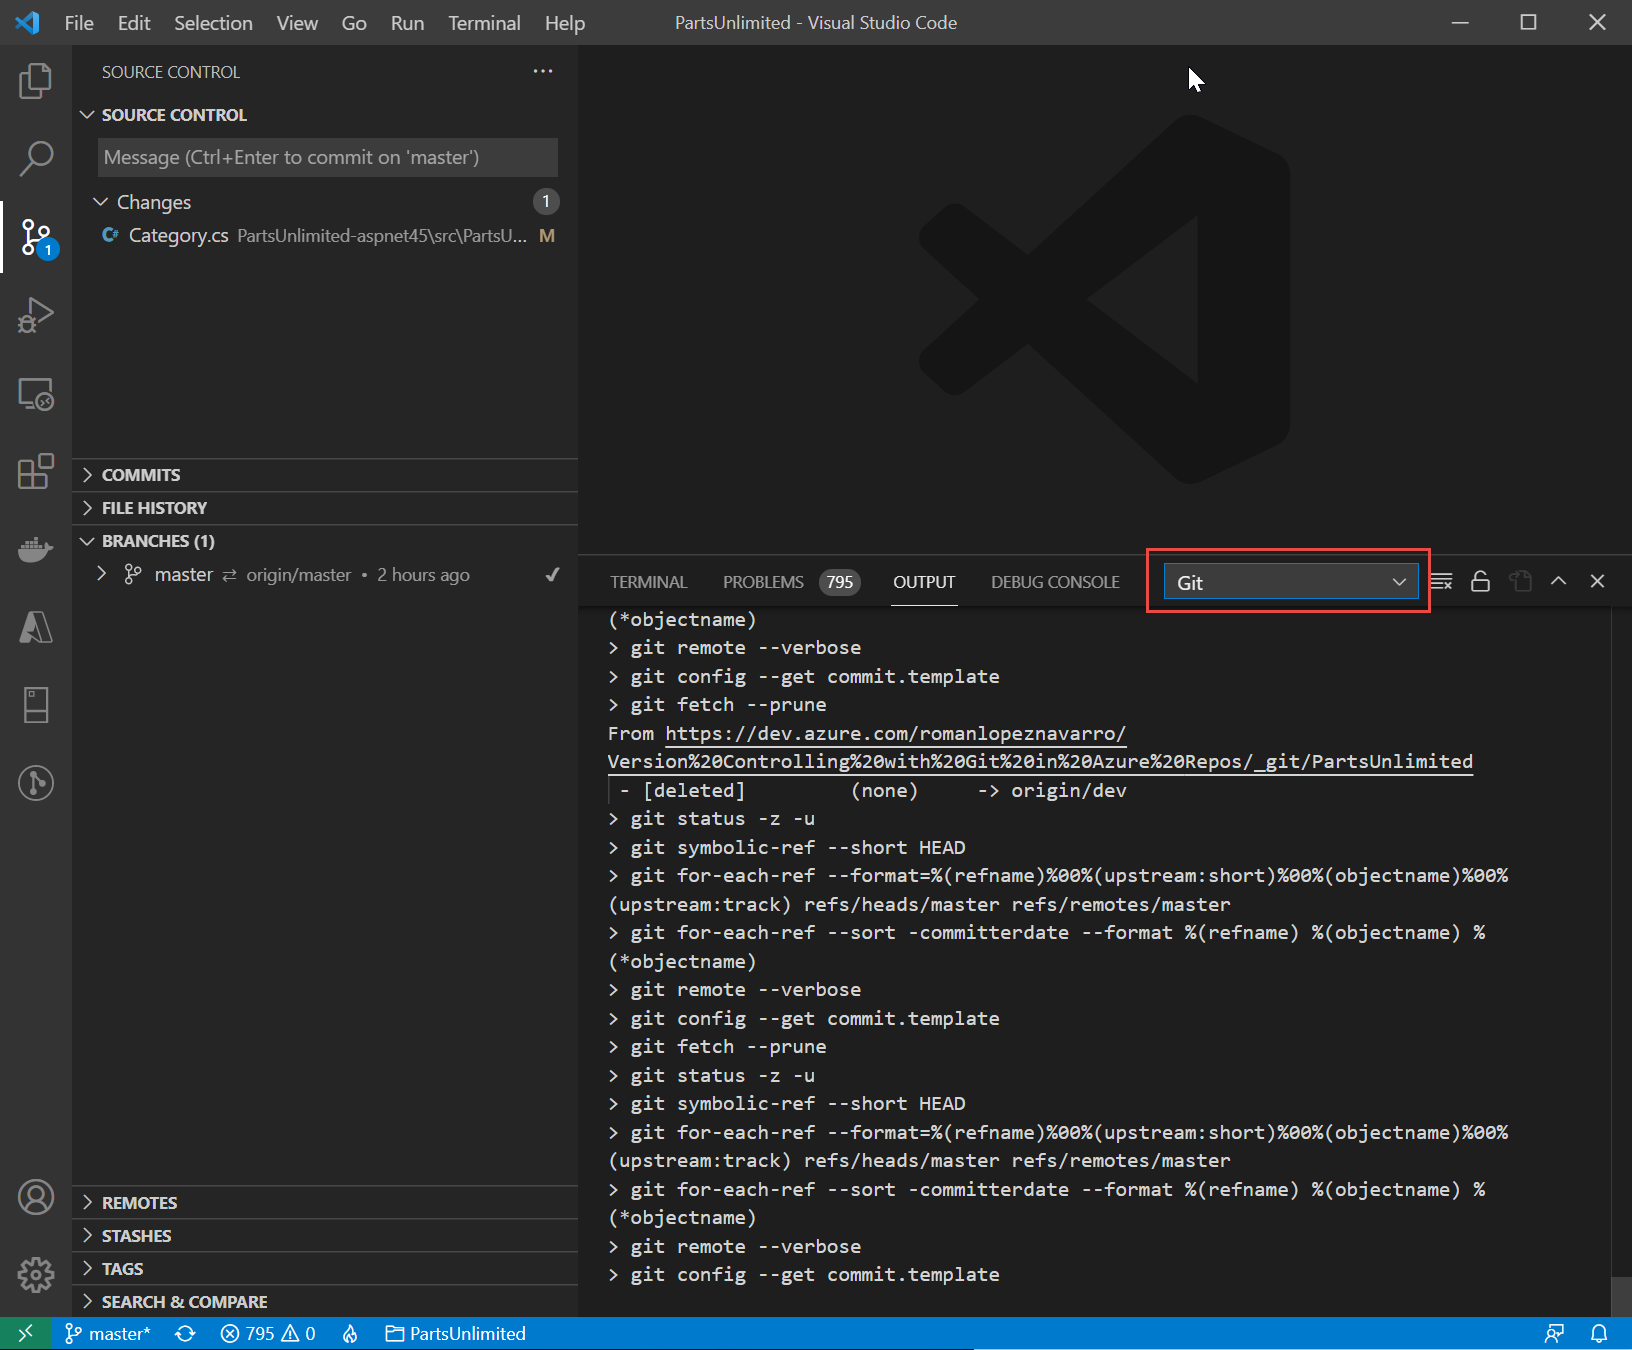 File Edit Selection View Go Run Terminal Help PartsUnlimited - Visual Studio Code
SOURCE CONTROL
SOURCE CONTROL
Message (Ctrl+Enter to commit on 'master')
Changes 1
C# Category.cs PartsUnlimited-aspnet45\src\PartsU... M
1
COMMITS
FILE HISTORY
BRANCHES (1)
master ⇄ origin/master • 2 hours ago ✓
REMOTES
STASHES
TAGS
SEARCH & COMPARE
TERMINAL PROBLEMS 795 OUTPUT DEBUG CONSOLE Git
(*objectname)
> git remote --verbose
> git config --get commit.template
> git fetch --prune
From https://dev.azure.com/romanlopeznavarro/
Version%20Controlling%20with%20Git%20in%20Azure%20Repos/_git/PartsUnlimited
- [deleted] (none) -> origin/dev
> git status -z -u
> git symbolic-ref --short HEAD
> git for-each-ref --format=%(refname)%00%(upstream:short)%00%(objectname)%00%
(upstream:track) refs/heads/master refs/remotes/master
> git for-each-ref --sort -committerdate --format %(refname) %(objectname) %
(*objectname)
> git remote --verbose
> git config --get commit.template
> git fetch --prune
> git status -z -u
> git symbolic-ref --short HEAD
> git for-each-ref --format=%(refname)%00%(upstream:short)%00%(objectname)%00%
(upstream:track) refs/heads/master refs/remotes/master
> git for-each-ref --sort -committerdate --format %(refname) %(objectname) %
(*objectname)
> git remote --verbose
> git config --get commit.template
master* 795 0 PartsUnlimited